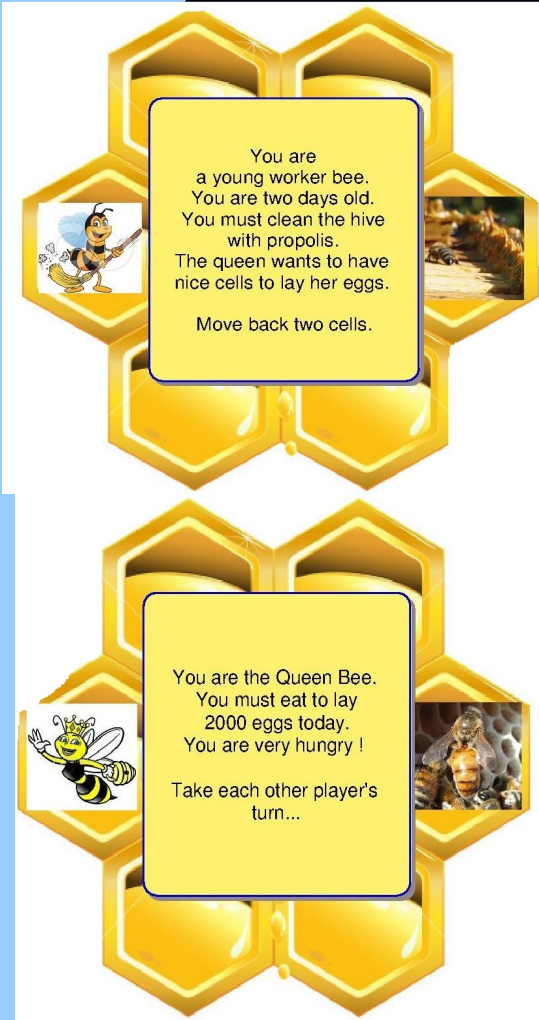 You are
a young worker bee.
You are two days old.
You must clean the hive
with propolis.
The queen wants to have
nice cells to lay her eggs.
Move back two cells.
You are the Queen Bee.
You must eat to lay
2000 eggs today.
You are very hungry !
Take each other player's
turn...